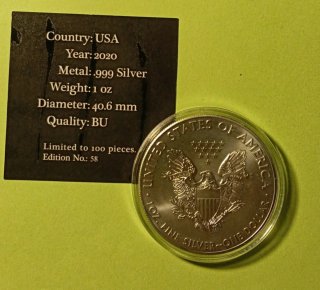 Country: USA
Year: 2020
Metal: .999 Silver
Weight: 1 oz
Diameter: 40.6 mm
Quality: BU
Limited to 100 pieces.
Edition No.: 58
UNITED STATES OF AMERICA
1 OZ. FINE SILVER~ONE DOLLAR